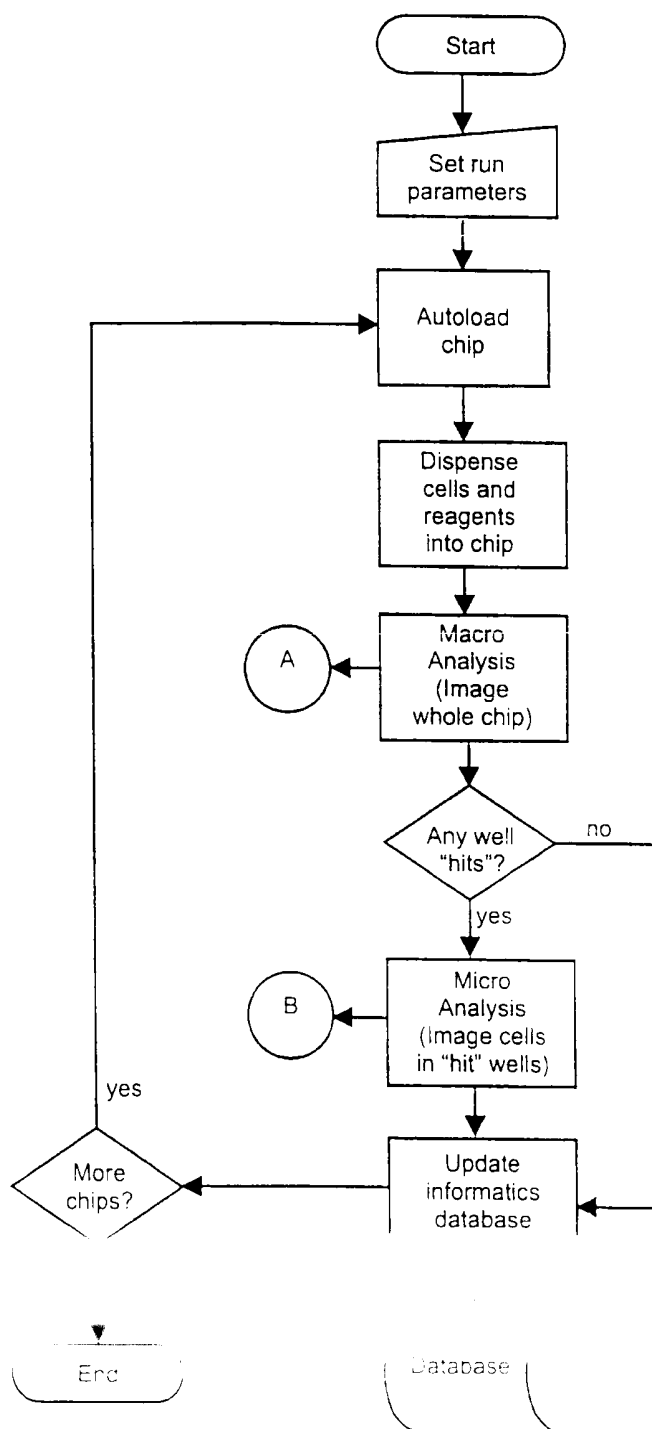 Start
Set run
parameters
Autoload
chip
Dispense
cells and
reagents
into chip
Macro
Analysis
(Image
whole chip)
A
Any well
"hits"?
no
yes
Micro
Analysis
(Image cells
in "hit" wells)
B
Update
informatics
database
More
chips?
yes
End
Database